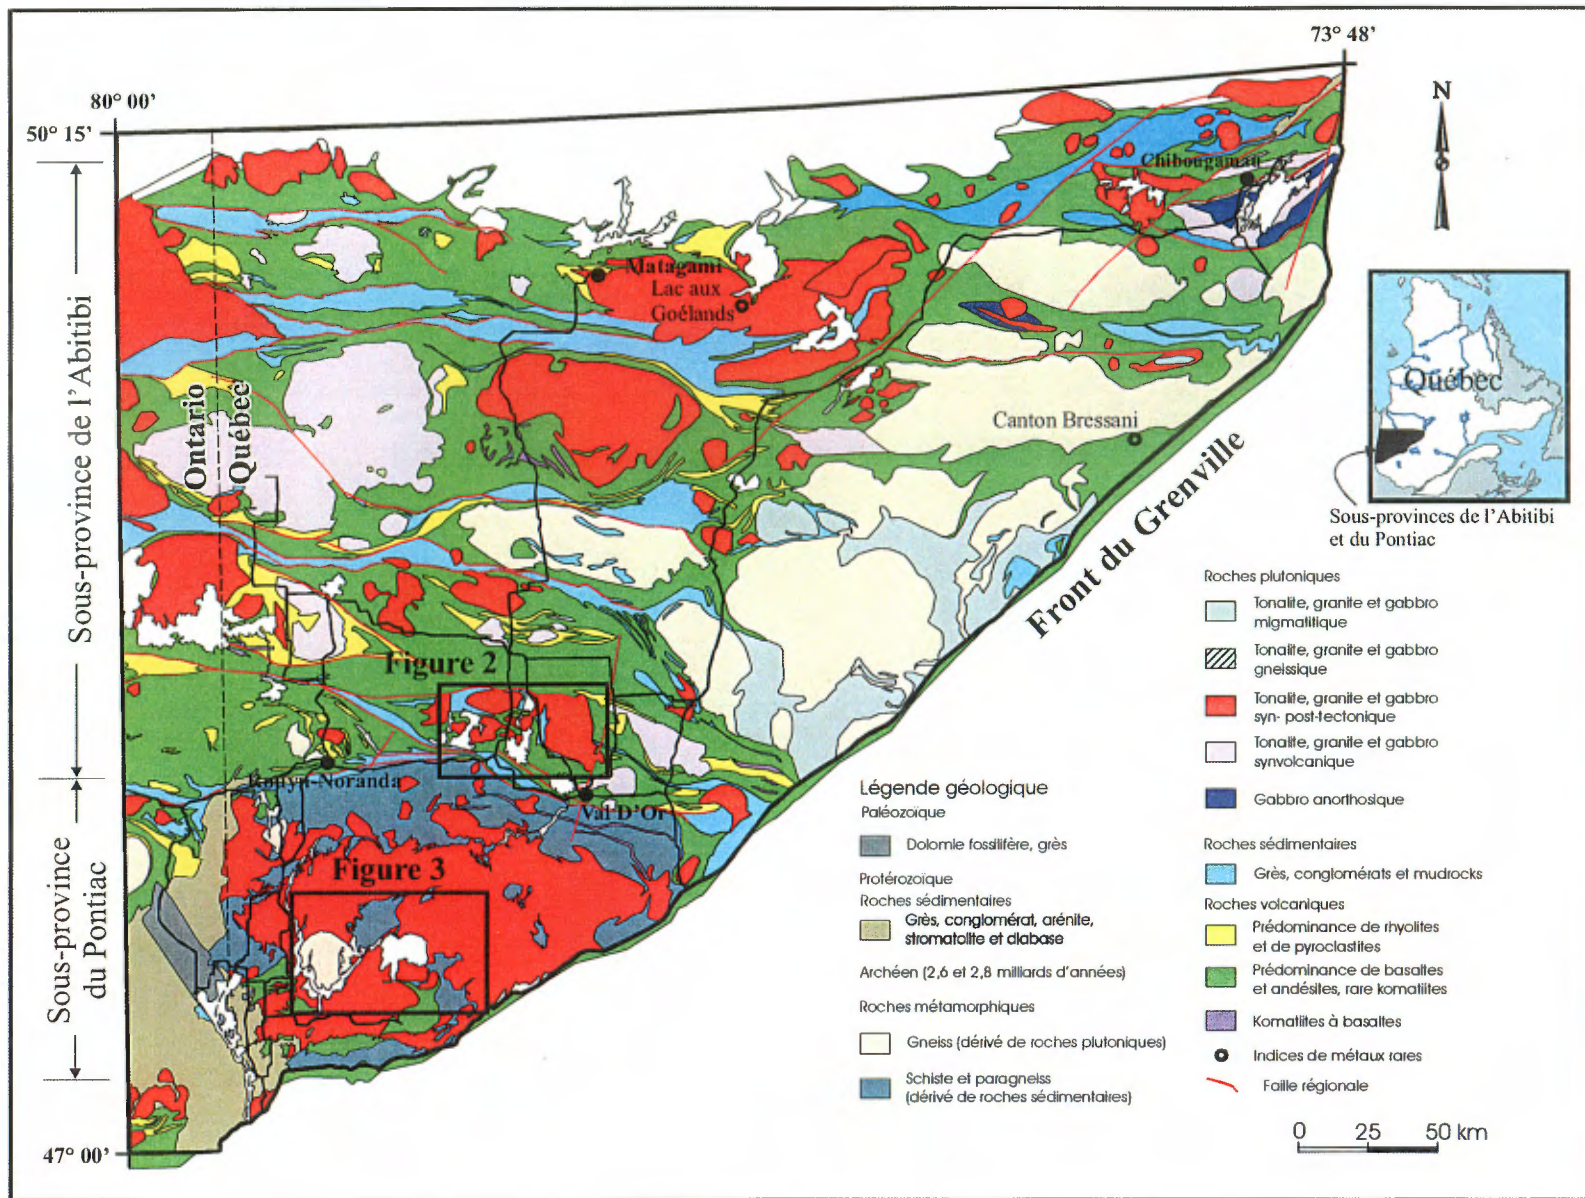 73° 48'
80° 00'
50° 15'
N
Chibougamau
Matagami
Lac aux
Goélands
Sous-province de l'Abitibi
Ontario
Québec
Canton Bressani
Québec
Front du Grenville
Sous-provinces de l'Abitibi
et du Pontiac
Figure 2
Rouyn-Noranda
Val D'Or
Figure 3
Sous-province
du Pontiac
47° 00'
Légende géologique
Paléozoïque
Dolomie fossilifère, grès
Protérozoïque
Roches sédimentaires
Grès, conglomérat, arénite,
stromatolite et diabase
Archéen (2,6 et 2,8 milliards d'années)
Roches métamorphiques
Gneiss (dérivé de roches plutoniques)
Schiste et paragneiss
(dérivé de roches sédimentaires)
Roches plutoniques
Tonalite, granite et gabbro
migmatitique
Tonalite, granite et gabbro
gneissique
Tonalite, granite et gabbro
syn- post-tectonique
Tonalite, granite et gabbro
synvolcanique
Gabbro anorthosique
Roches sédimentaires
Grès, conglomérats et mudrocks
Roches volcaniques
Prédominance de rhyolites
et de pyroclastites
Prédominance de basaltes
et andésites, rare komatiites
Komatiites à basaltes
Indices de métaux rares
Faille régionale
0 25 50 km